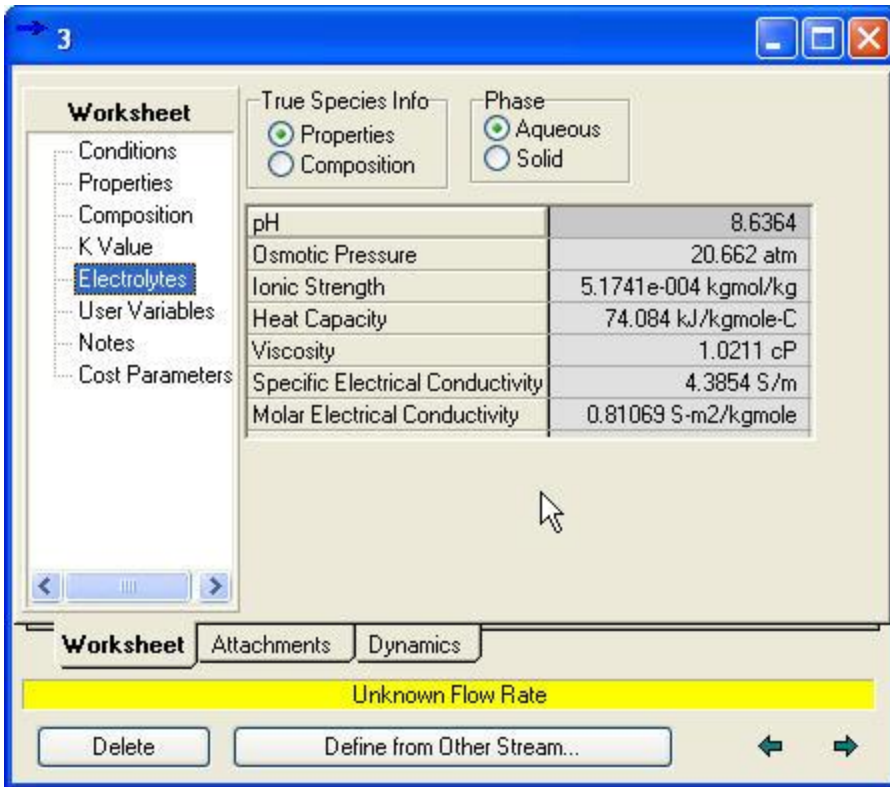 3
Worksheet
Conditions
Properties
Composition
K Value
Electrolytes
User Variables
Notes
Cost Parameters
True Species Info
Properties
Composition
Phase
Aqueous
Solid
pH 8.6364
Osmotic Pressure 20.662 atm
Ionic Strength 5.1741e-004 kgmol/kg
Heat Capacity 74.084 kJ/kgmole-C
Viscosity 1.0211 cP
Specific Electrical Conductivity 4.3854 S/m
Molar Electrical Conductivity 0.81069 S-m2/kgmole
Worksheet Attachments Dynamics
Unknown Flow Rate
Delete Define from Other Stream...